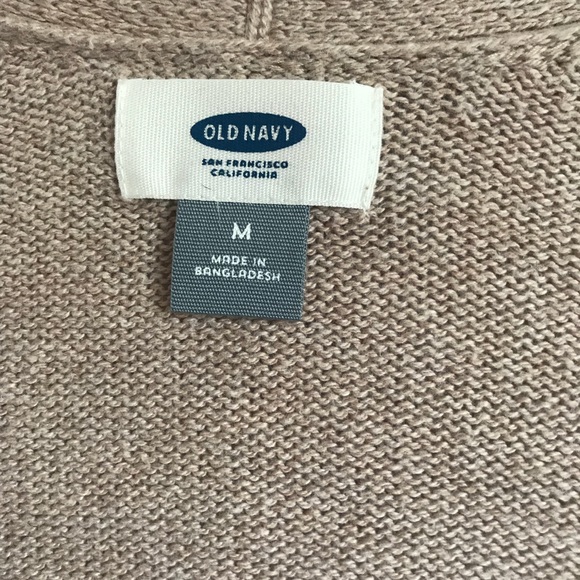 OLD NAVY
SAN FRANCISCO
CALIFORNIA
M
MADE IN
BANGLADESH